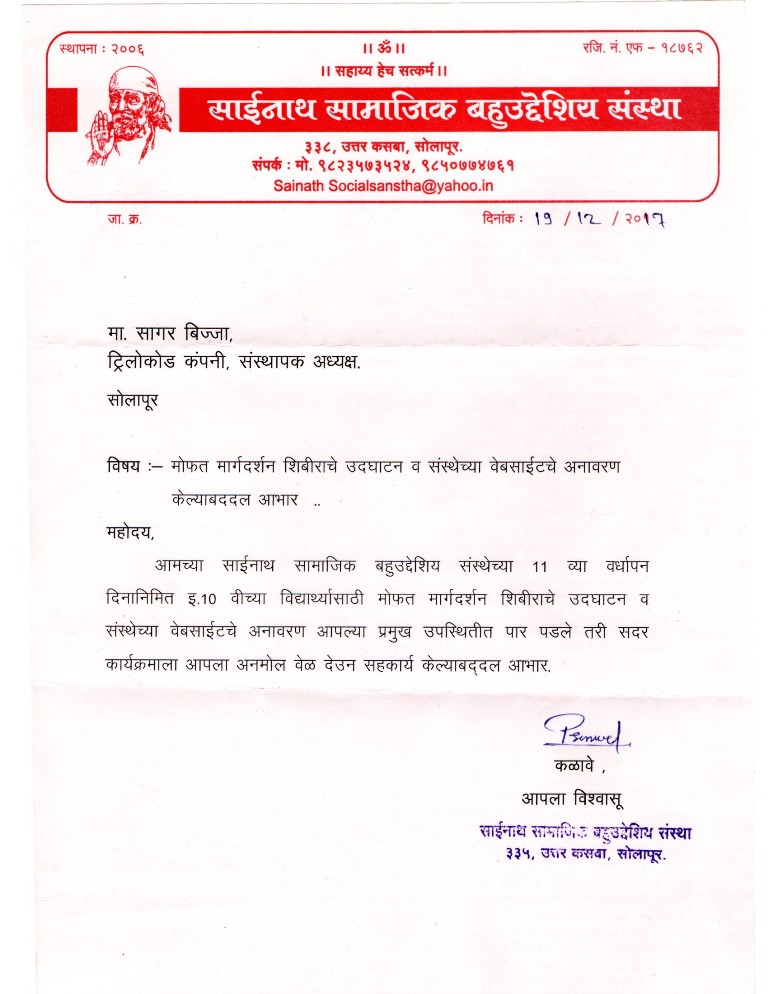 स्थापना : २००६
।। ॐ ।।
रजि. नं. एफ – १८७६२
।। सहाय्य हेच सत्कर्म ।।
साईनाथ सामाजिक बहुउद्देशिय संस्था
३३८, उत्तर कसबा, सोलापूर.
संपर्क : मो. ९८२३५७३५२४, ९८५०७७४७६१
Sainath Socialsanstha@yahoo.in
जा. क्र.
दिनांक : 19 / 12 / २०17
मा. सागर बिज्जा,
ट्रिलोकोड कंपनी, संस्थापक अध्यक्ष.
सोलापूर
विषय :– मोफत मार्गदर्शन शिबीराचे उदघाटन व संस्थेच्या वेबसाईटचे अनावरण
केल्याबददल आभार ..
महोदय,
आमच्या साईनाथ सामाजिक बहुउद्देशिय संस्थेच्या 11 व्या वर्धापन
दिनानिमित इ.10 वीच्या विद्यार्थ्यासाठी मोफत मार्गदर्शन शिबीराचे उदघाटन व
संस्थेच्या वेबसाईटचे अनावरण आपल्या प्रमुख उपस्थितीत पार पडले तरी सदर
कार्यक्रमाला आपला अनमोल वेळ देउन सहकार्य केल्याबद्दल आभार.
कळावे ,
आपला विश्वासू
साईनाथ सामाजिक बहुउद्देशिय संस्था
३३५, उत्तर कसबा, सोलापूर.